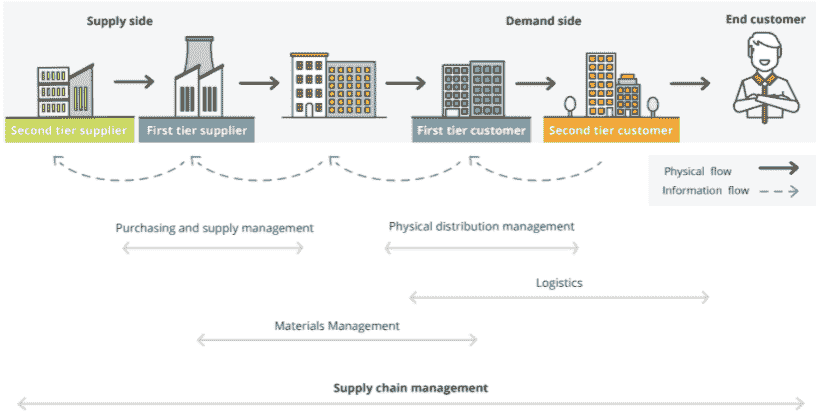 Supply side
Demand side
End customer
Second tier supplier
First tier supplier
First tier customer
Second tier customer
Physical flow
Information flow
Purchasing and supply management
Physical distribution management
Logistics
Materials Management
Supply chain management